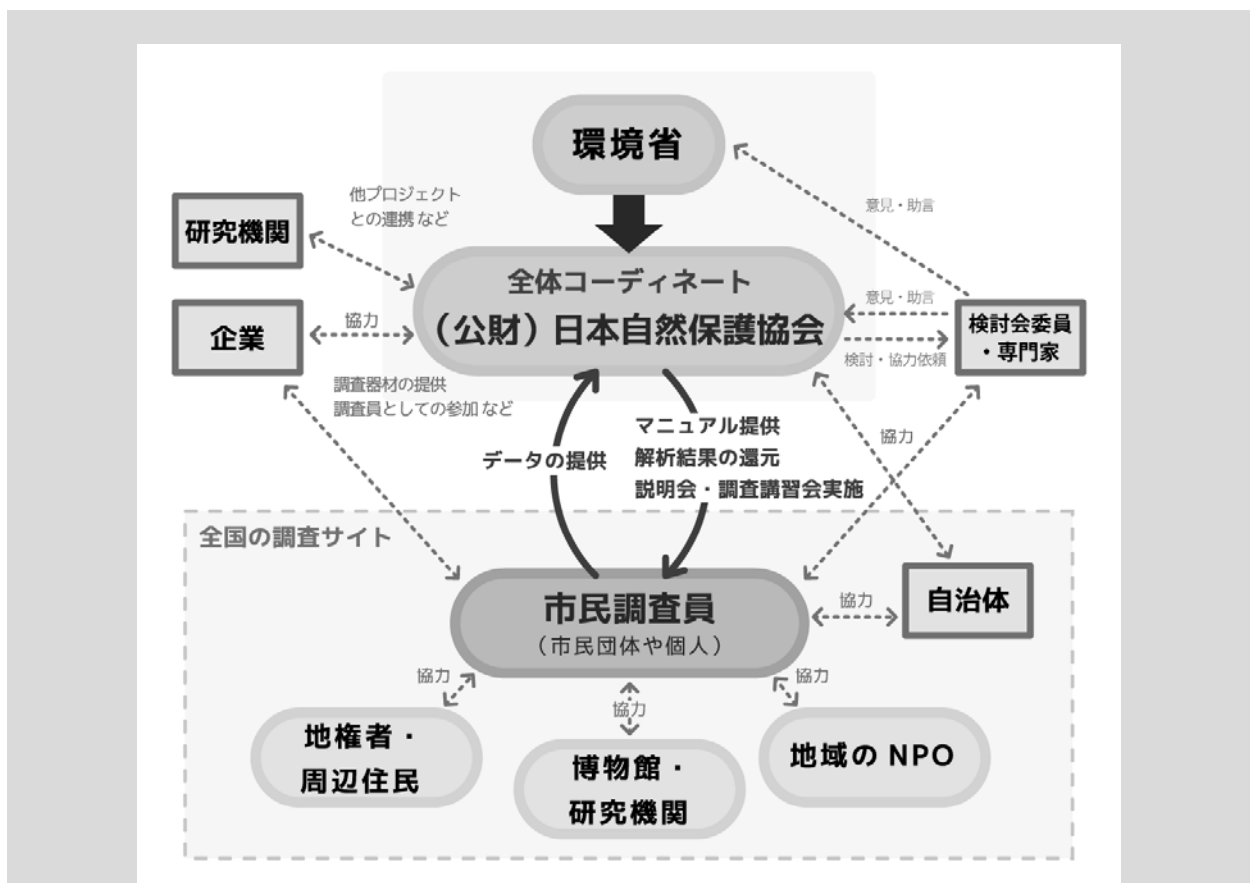 環境省
意見・助言
他プロジェクト
との連携 など
研究機関
全体コーディネート
(公財) 日本自然保護協会
意見・助言
検討会委員
・専門家
企業
協力
検討・協力依頼
調査器材の提供
調査員としての参加 など
マニュアル提供
解析結果の還元
説明会・調査講習会実施
データの提供
協力
全国の調査サイト
市民調査員
(市民団体や個人)
協力
自治体
協力
協力
協力
地権者・
周辺住民
博物館・
研究機関
地域の NPO